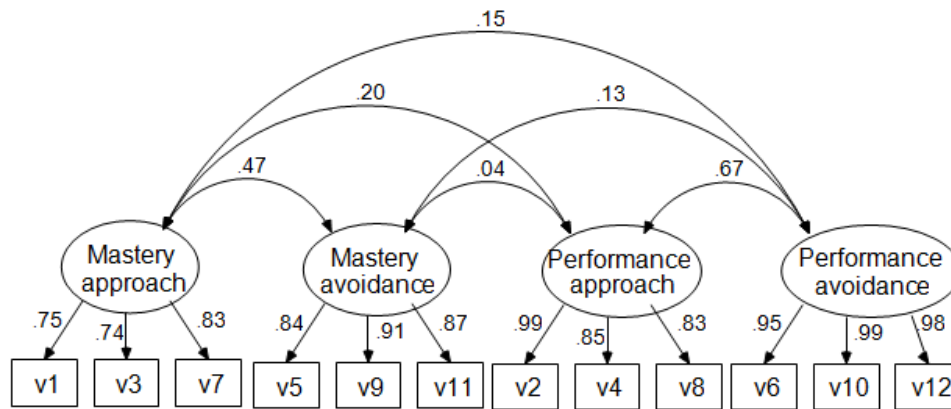 .15
.20
.13
.47
.04
.67
Mastery
approach
Mastery
avoidance
Performance
approach
Performance
avoidance
.75
.74
.83
.84
.91
.87
.99
.85
.83
.95
.99
.98
v1
v3
v7
v5
v9
v11
v2
v4
v8
v6
v10
v12